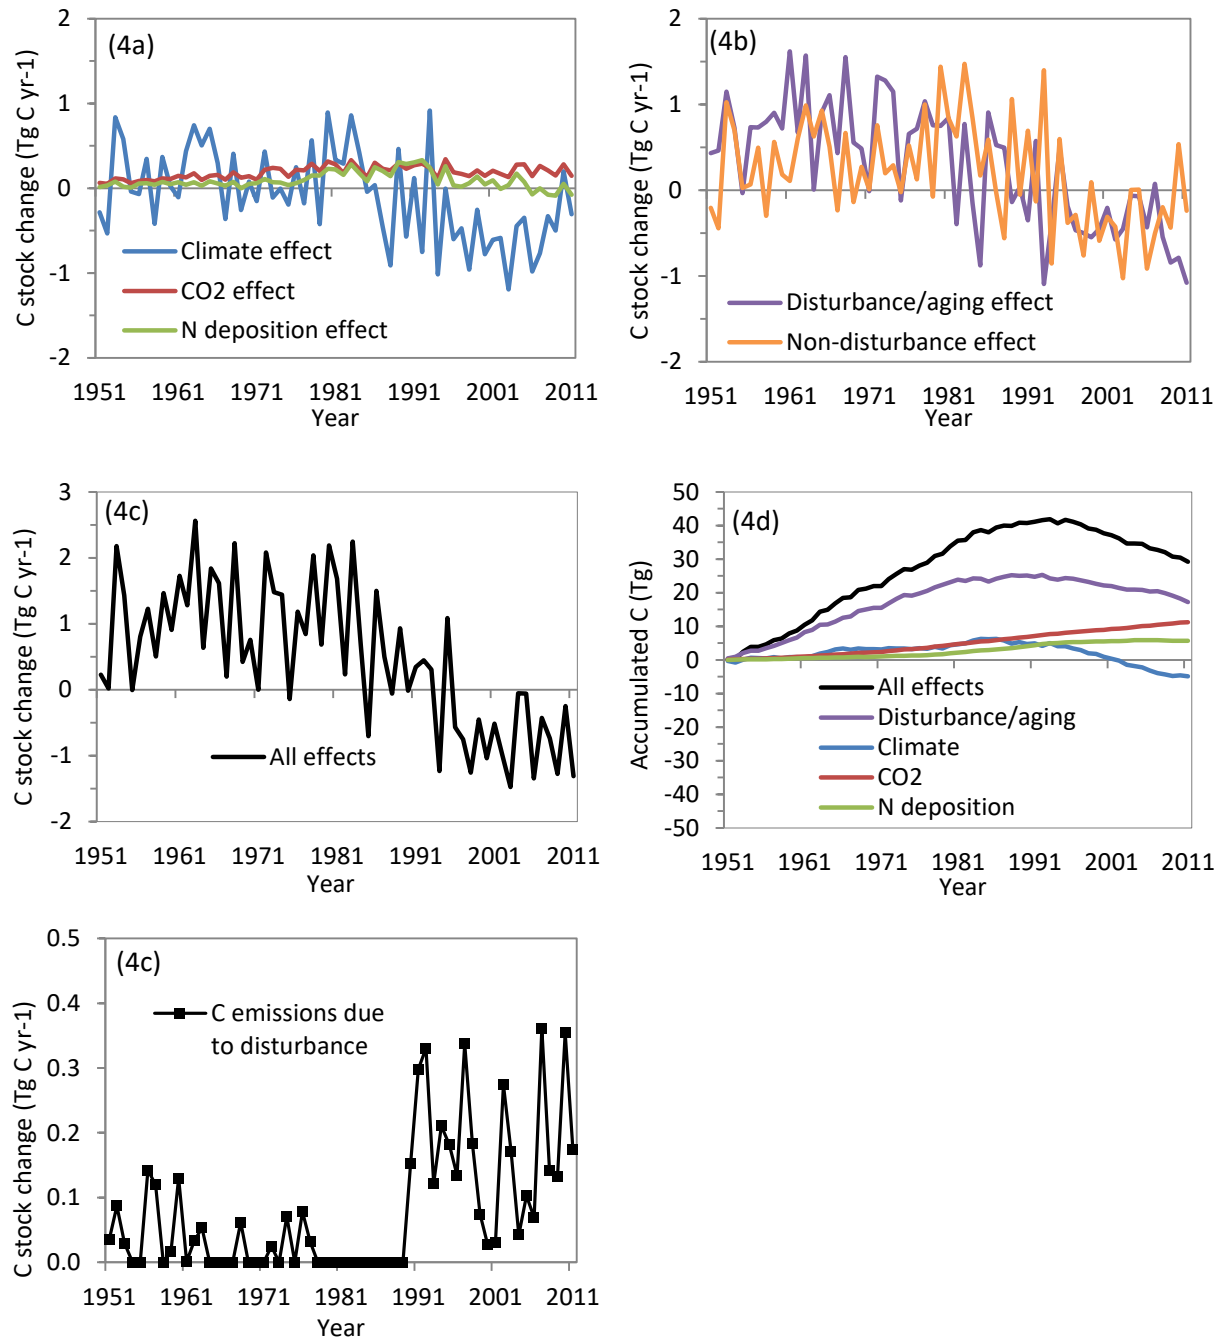 (4a)
C stock change (Tg C yr-1)
2
1
0
-1
-2
Climate effect
CO2 effect
N deposition effect
1951 1961 1971 1981 1991 2001 2011
Year
(4b)
C stock change (Tg C yr-1)
2
1
0
-1
-2
Disturbance/aging effect
Non-disturbance effect
1951 1961 1971 1981 1991 2001 2011
Year
(4c)
C stock change (Tg C yr-1)
3
2
1
0
-1
-2
All effects
1951 1961 1971 1981 1991 2001 2011
Year
(4d)
Accumulated C (Tg)
50
40
30
20
10
0
-10
-20
-30
-40
-50
All effects
Disturbance/aging
Climate
CO2
N deposition
1951 1961 1971 1981 1991 2001 2011
Year
(4c)
C stock change (Tg C yr-1)
0.5
0.4
0.3
0.2
0.1
0.0
C emissions due
to disturbance
1951 1961 1971 1981 1991 2001 2011
Year